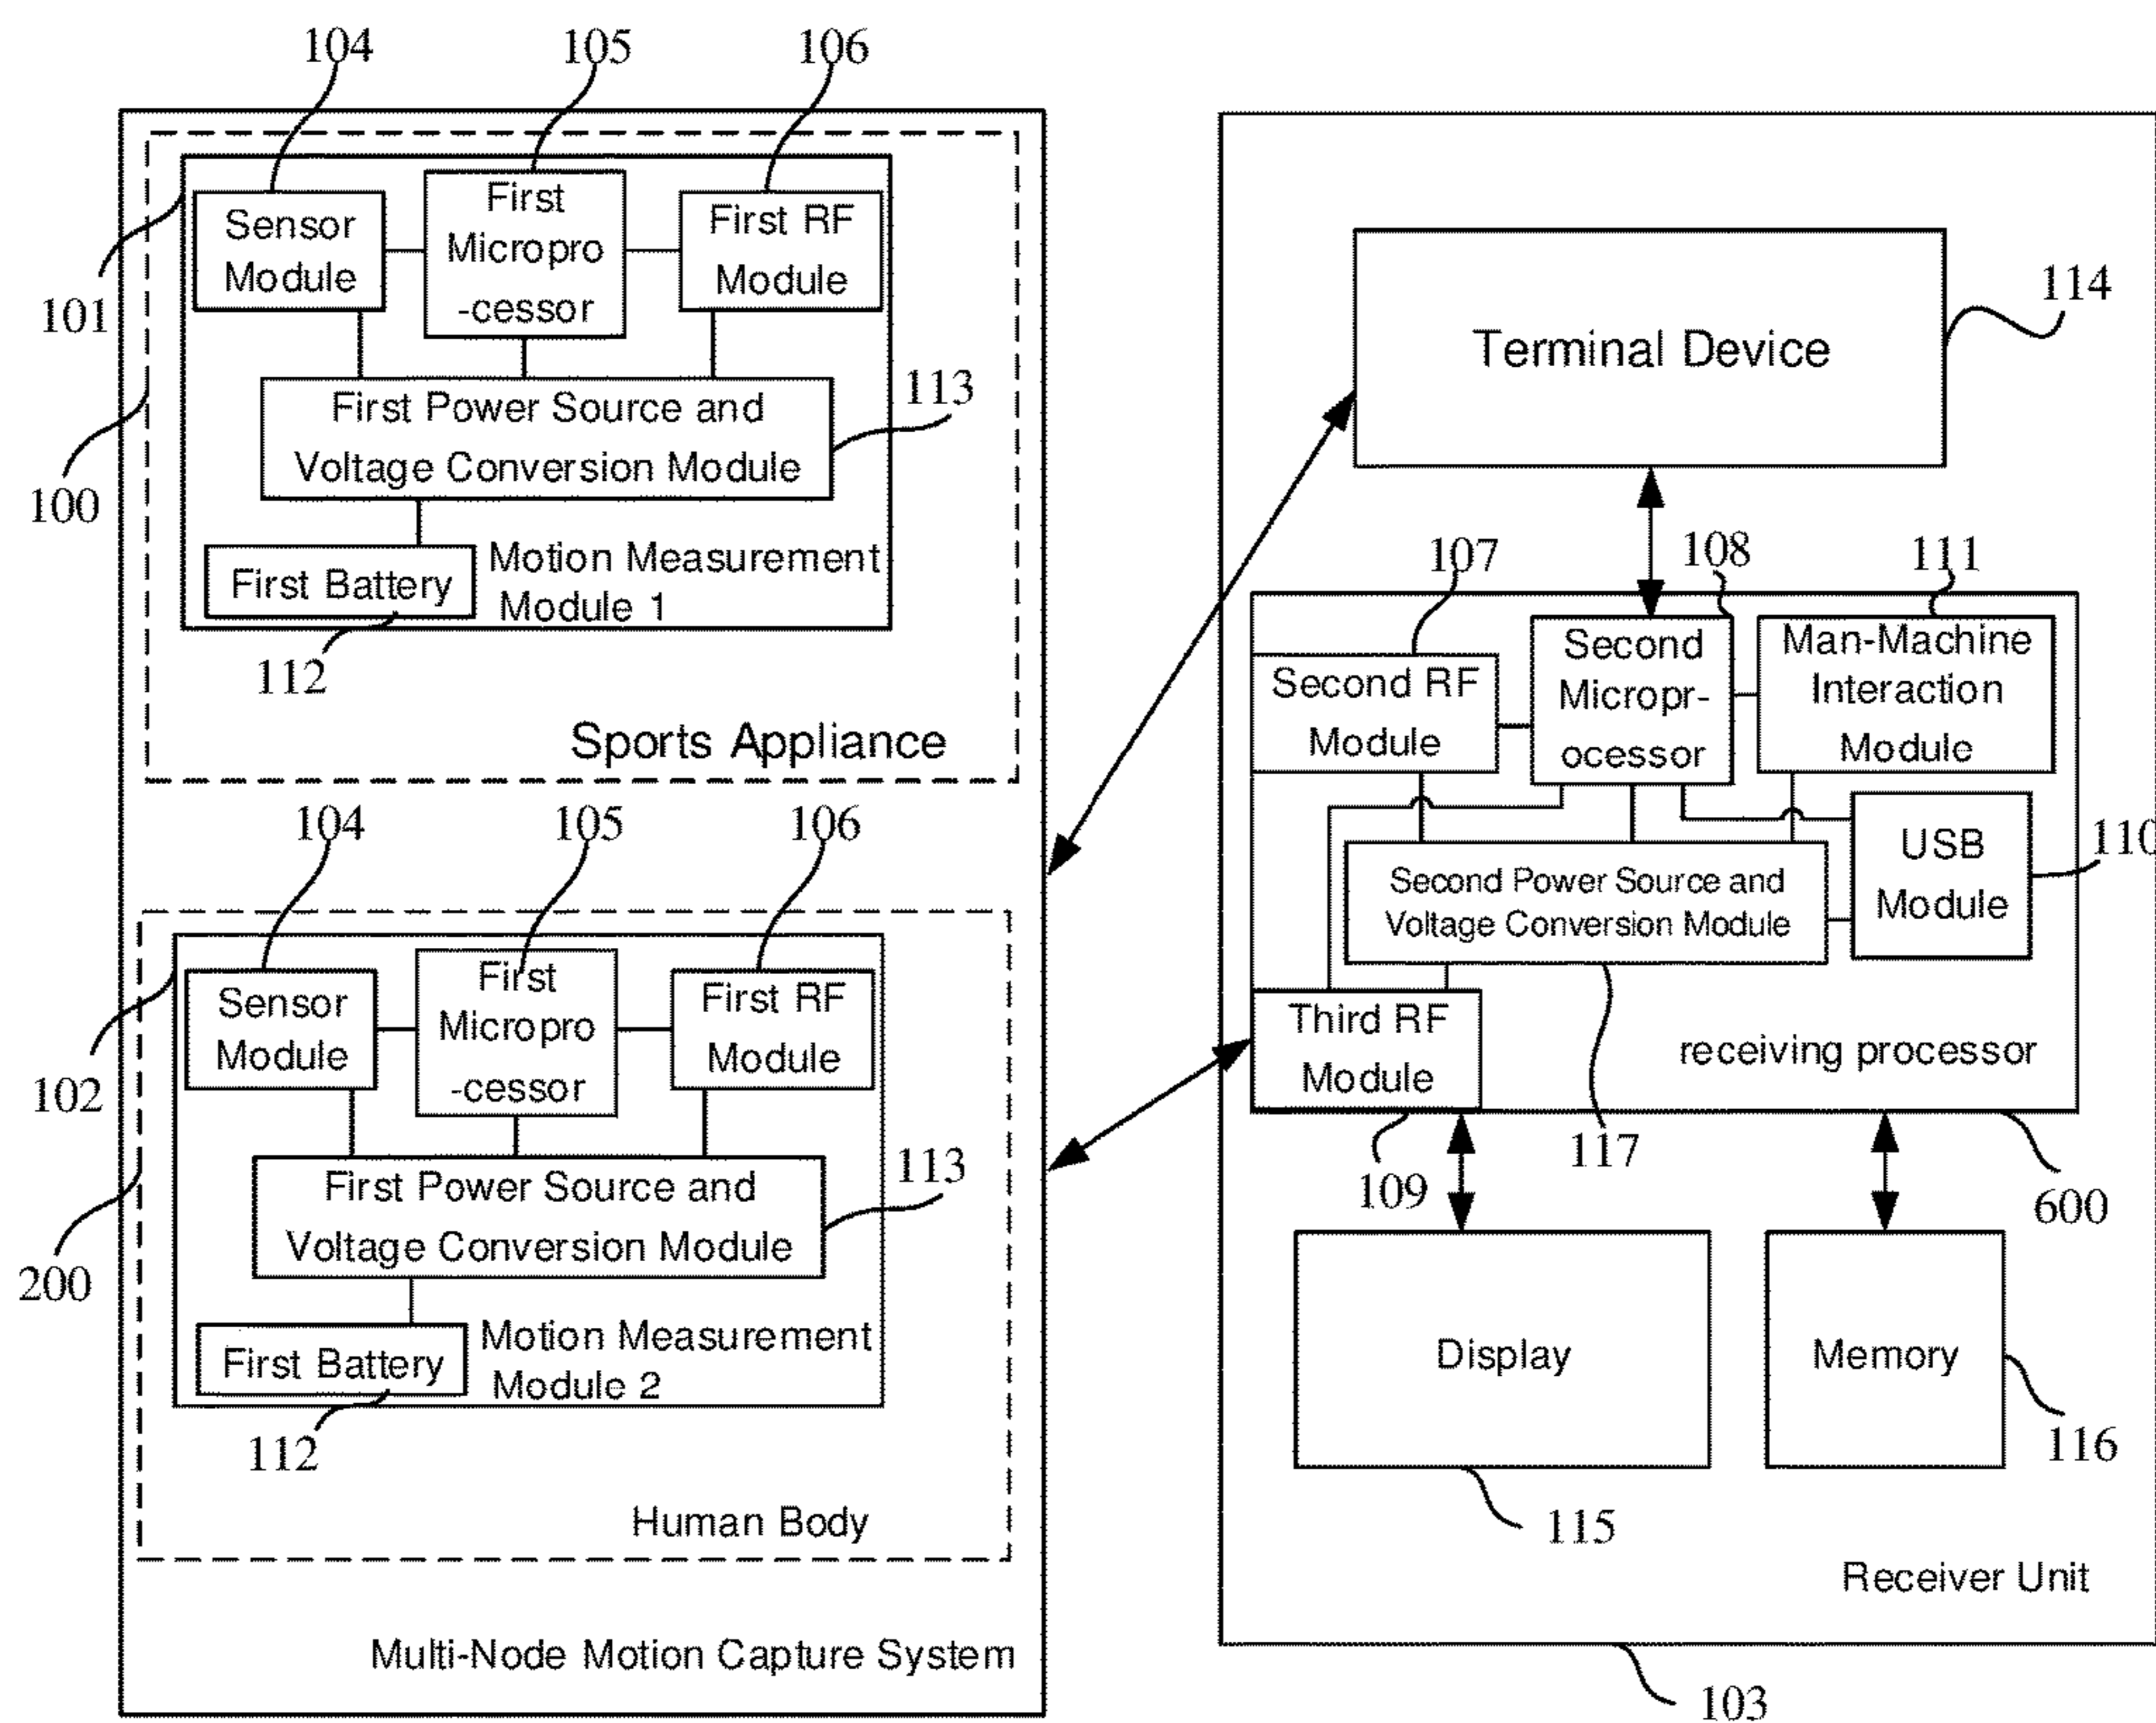 104
105
106
Sensor
Module
First
Micropro
-cessor
First RF
Module
101
First Power Source and
Voltage Conversion Module
113
100
First Battery
Motion Measurement
Module 1
112
Sports Appliance
104
105
106
Sensor
Module
First
Micropro
-cessor
First RF
Module
102
First Power Source and
Voltage Conversion Module
113
200
First Battery
Motion Measurement
Module 2
112
Human Body
Multi-Node Motion Capture System
Terminal Device
114
107
108
111
Second RF
Module
Second
Micropr-
ocessor
Man-Machine
Interaction
Module
USB
Module
110
Second Power Source and
Voltage Conversion Module
Third RF
Module
receiving processor
109
117
600
Display
Memory
116
115
Receiver Unit
103